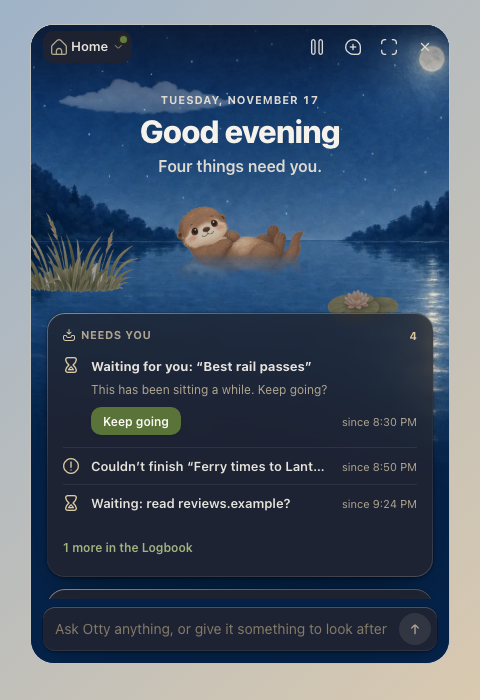 Home
TUESDAY, NOVEMBER 17
Good evening
Four things need you.
NEEDS YOU
4
Waiting for you: “Best rail passes”
This has been sitting a while. Keep going?
Keep going
since 8:30 PM
Couldn’t finish “Ferry times to Lant...
since 8:50 PM
Waiting: read reviews.example?
since 9:24 PM
1 more in the Logbook
Ask Otty anything, or give it something to look after